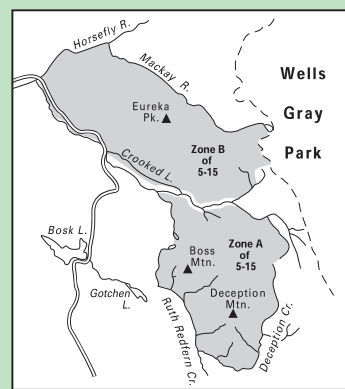 Horsefly R.
Mackay R.
Wells
Gray
Park
Eureka
Pk.
Zone B
of
5-15
Crooked L.
Bosk L.
Gotchen
L.
Zone A
of
5-15
Boss
Mtn.
Deception
Mtn.
Ruth Redfern Cr.
Deception Cr.